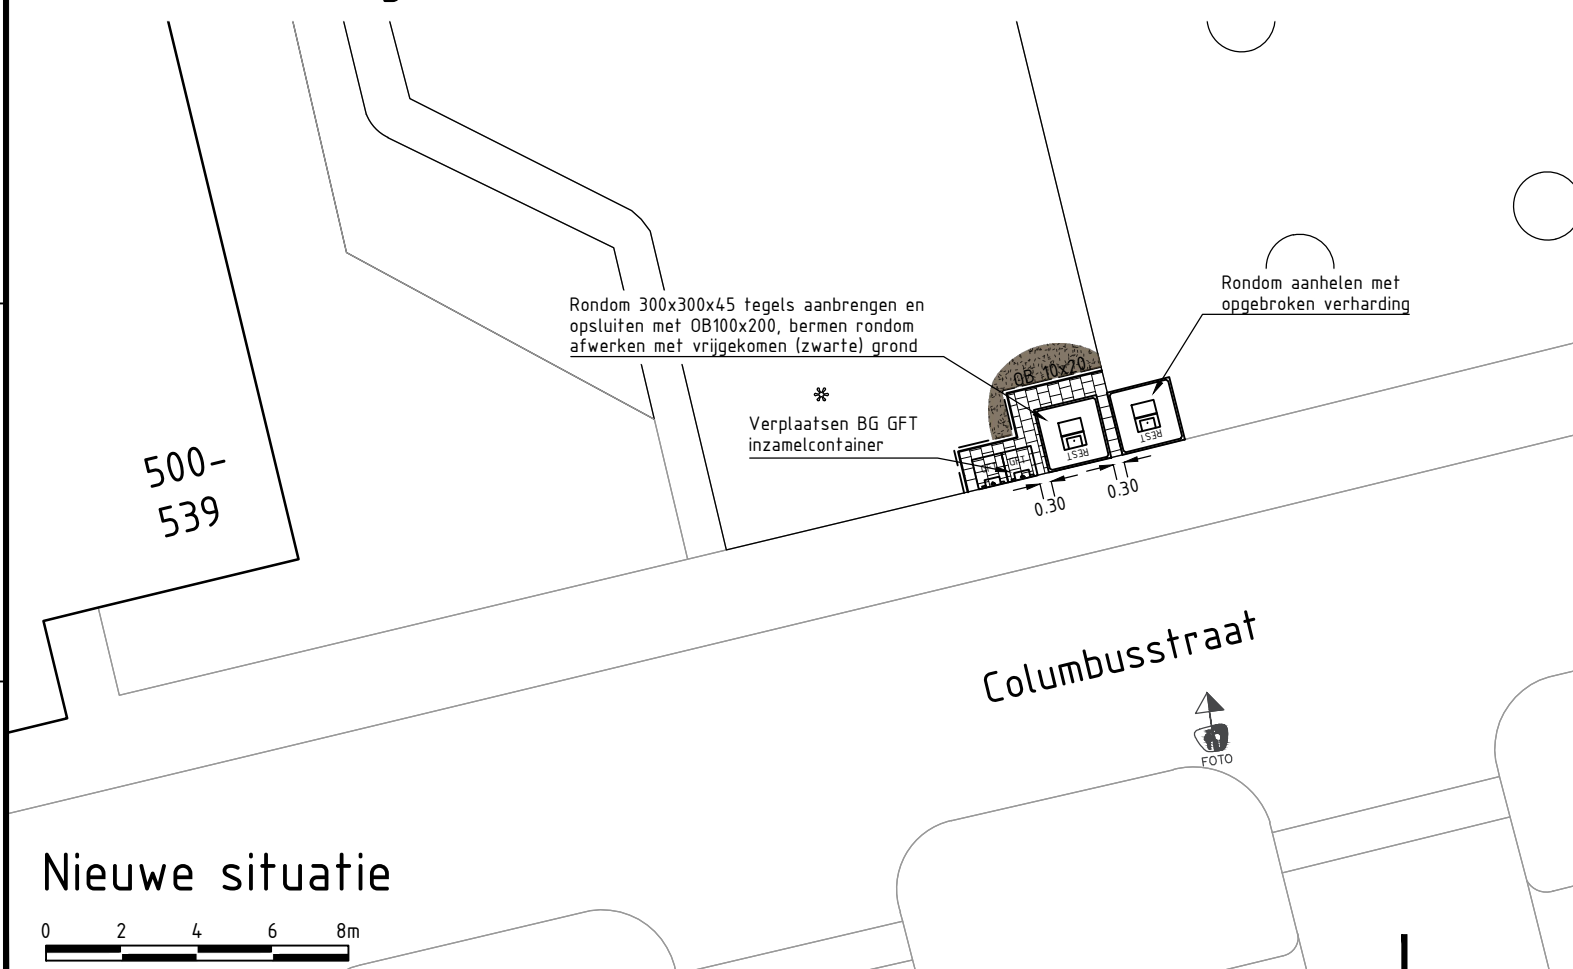 Rondom 300x300x45 tegels aanbrengen en
opsluiten met OB100x200, bermen rondom
afwerken met vrijgekomen (zwarte) grond
Rondom aanhelen met
opgebroken verharding
OB 10x20
Verplaatsen BG GFT
inzamelcontainer
REST
REST
GFT
0.30
0.30
500-
539
Columbusstraat
FOTO
Nieuwe situatie
0 2 4 6 8m